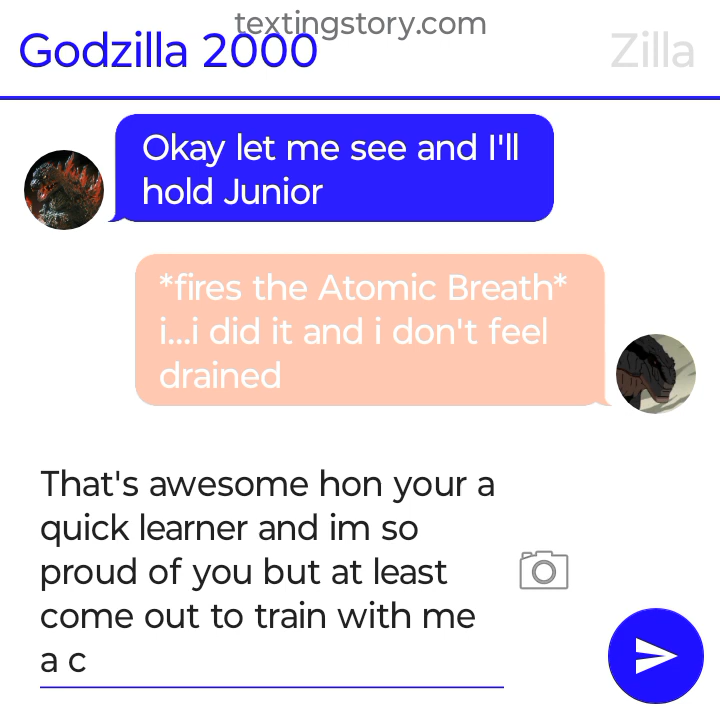 textingstory.com
Godzilla 2000
Zilla
Okay let me see and I'll
hold Junior
*fires the Atomic Breath*
i...i did it and i don't feel
drained
That's awesome hon your a
quick learner and im so
proud of you but at least
come out to train with me
a c